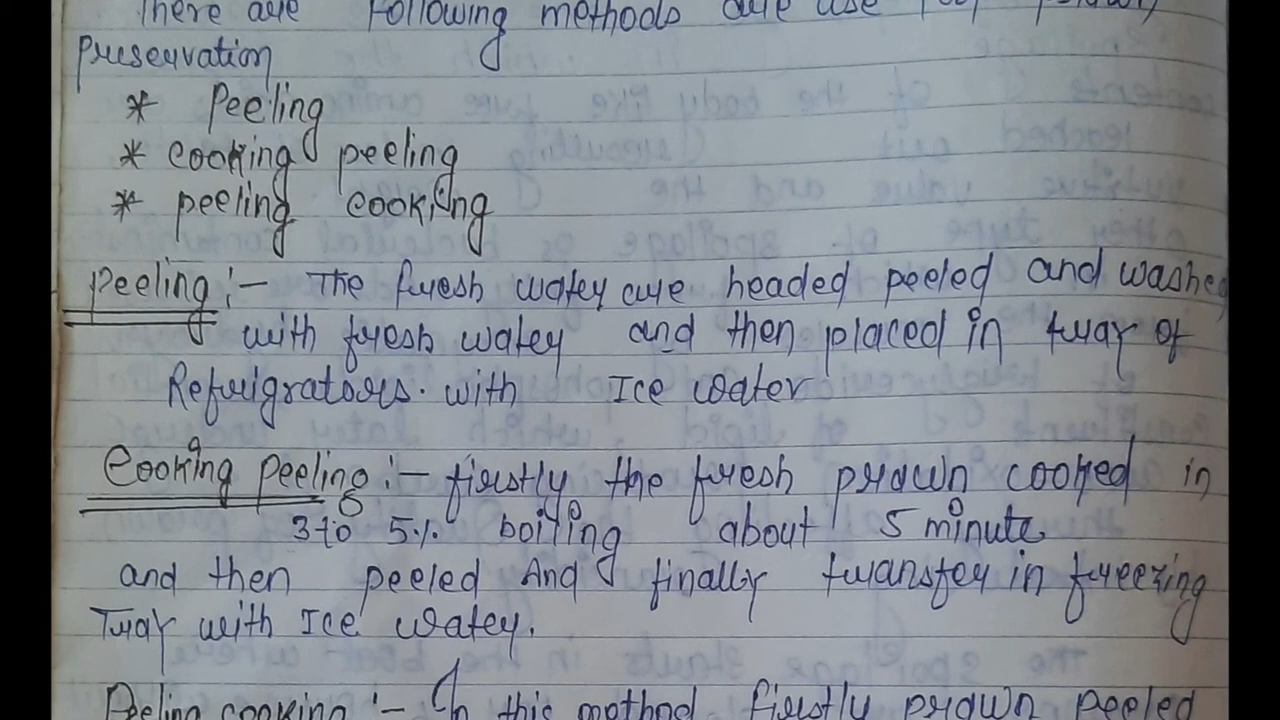 There are Following methods are use for prawn
preservation
* Peeling
* cooking peeling
* peeling cooking
Peeling :- The fresh water are headed peeled and washed
with fresh water and then placed in tray of
Refrigrators. with Ice water
Cooking Peeling :- firstly the fresh prawn cooked in
3 to 5% boiling about 5 minute
and then peeled And finally transfer in freezing
Tray with Ice water.
Peeling cooking :- In this method firstly prawn peeled